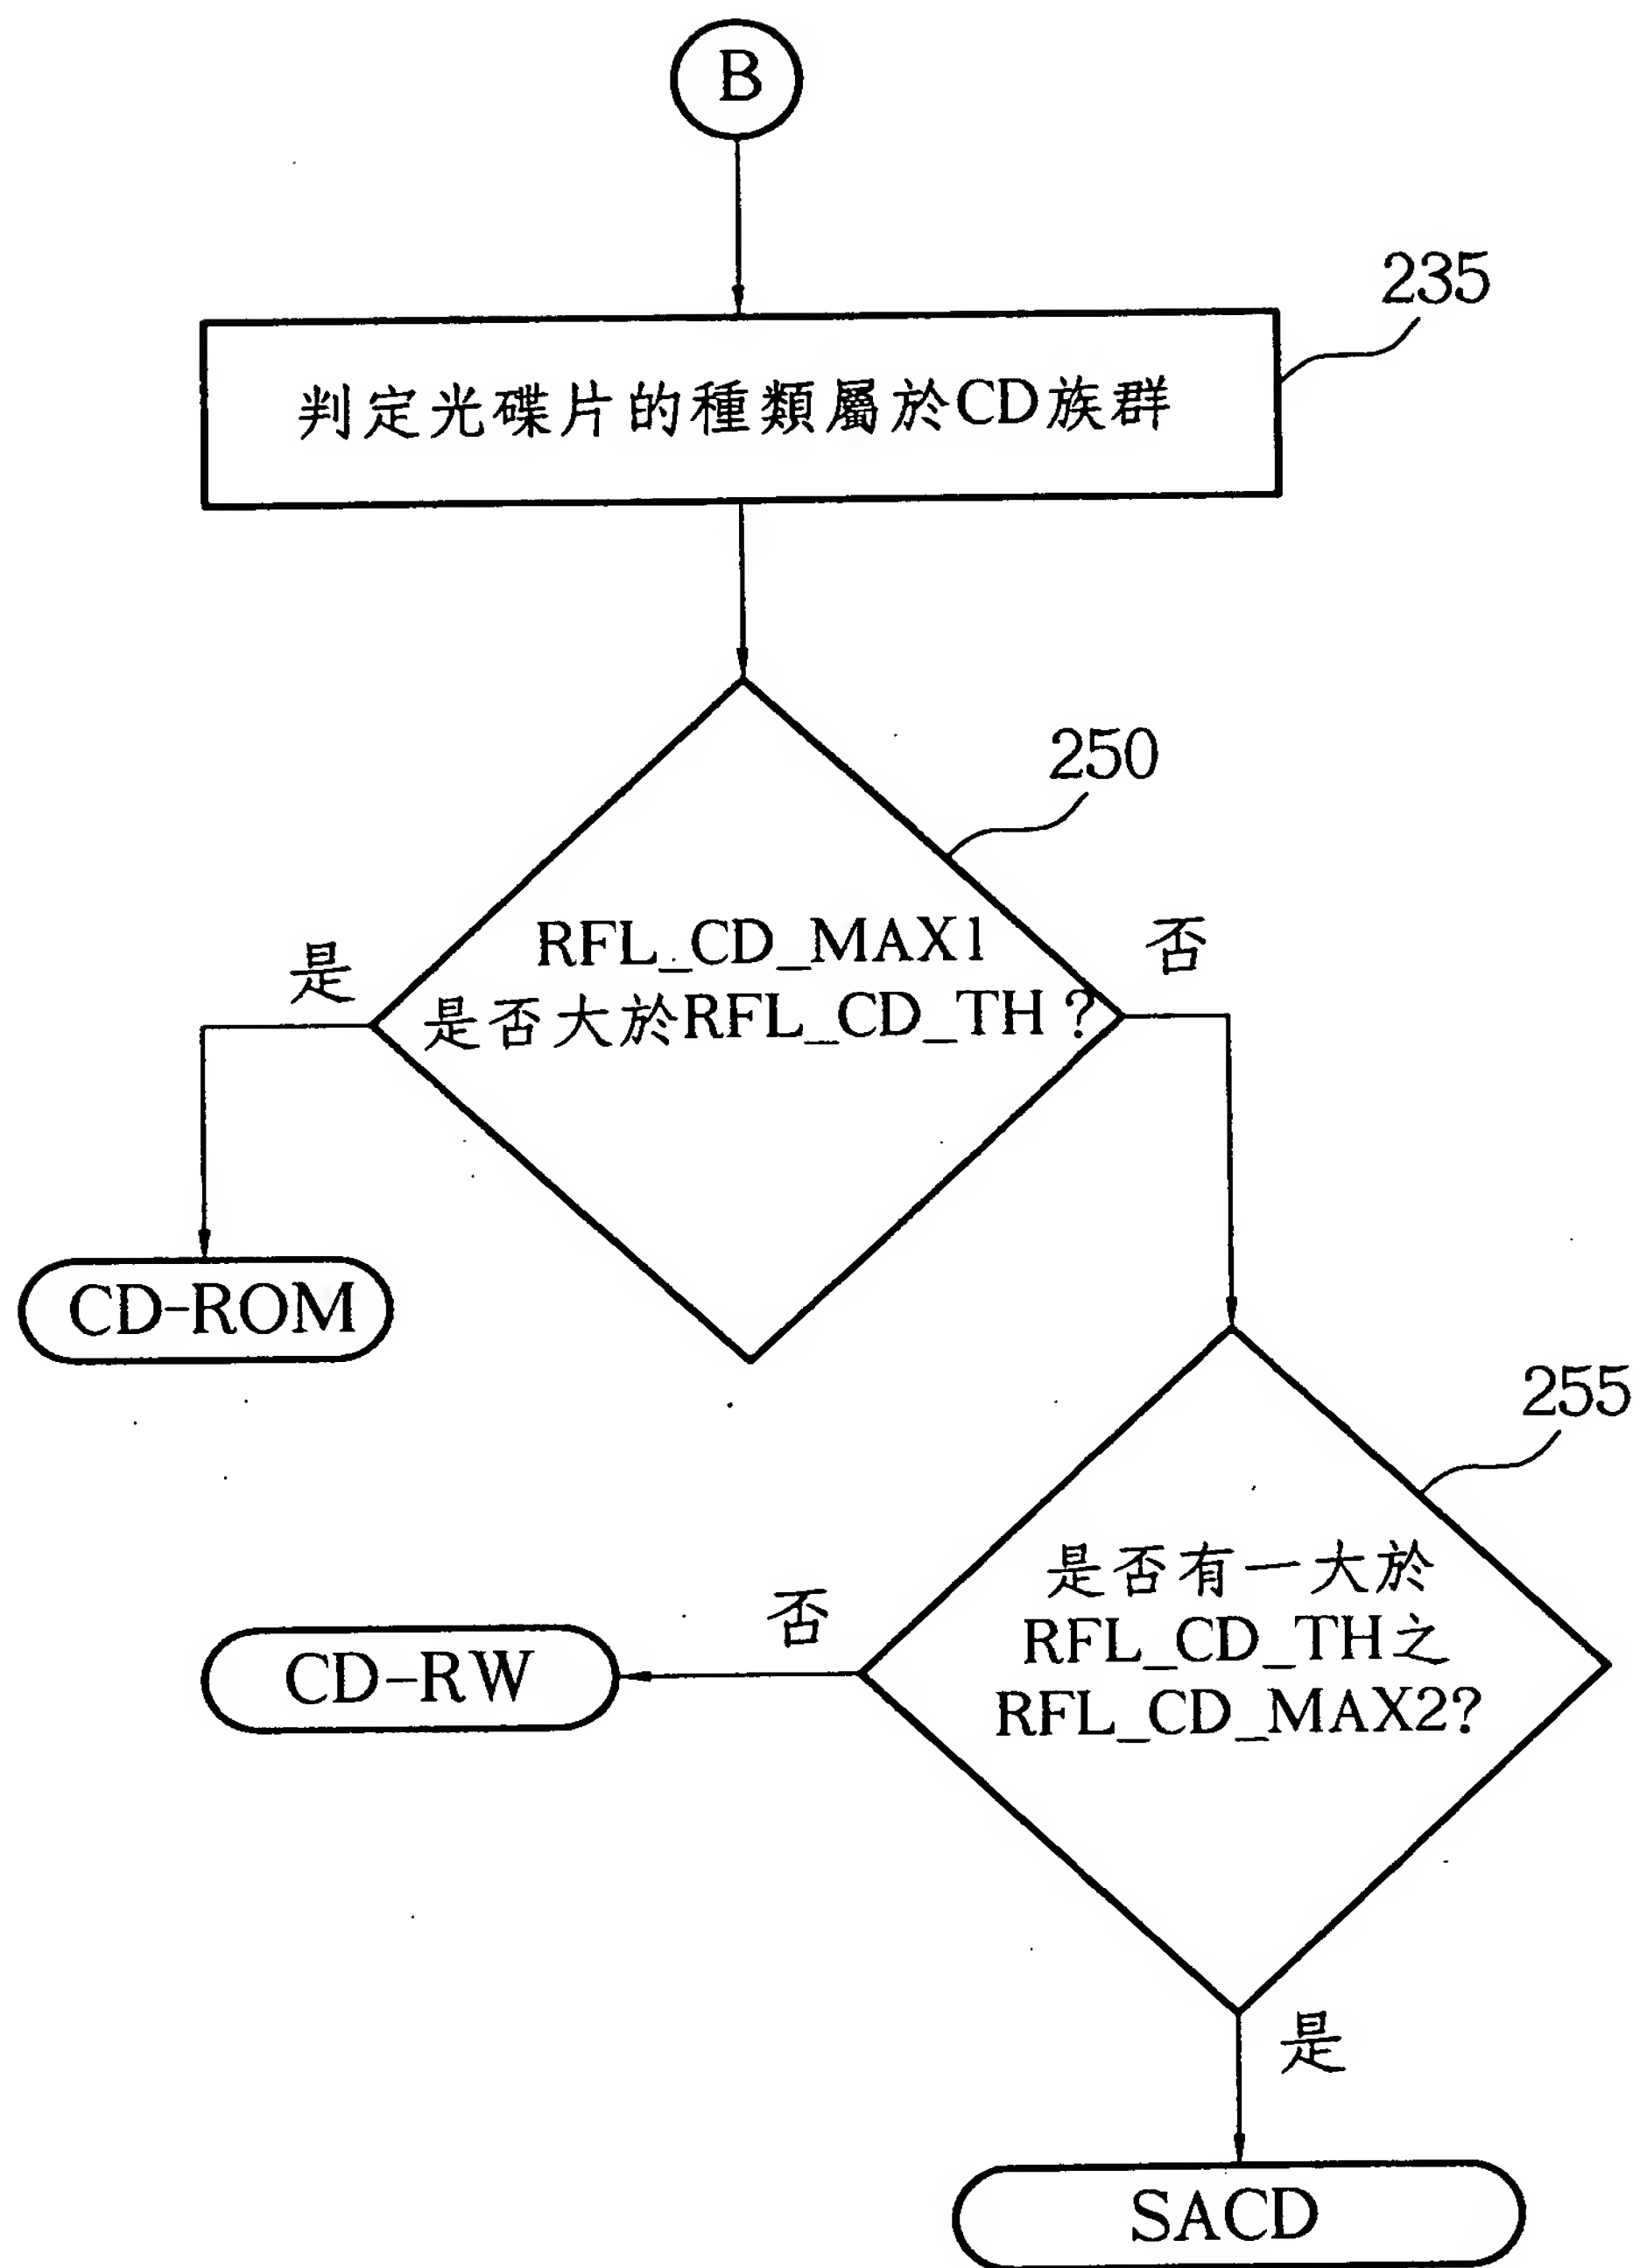 B
235
判定光碟片的種類屬於CD族群
250
RFL_CD_MAX1
是否大於RFL_CD_TH?
是
否
CD-ROM
255
是否有一大於
RFL_CD_TH之
RFL_CD_MAX2?
否
CD-RW
是
SACD